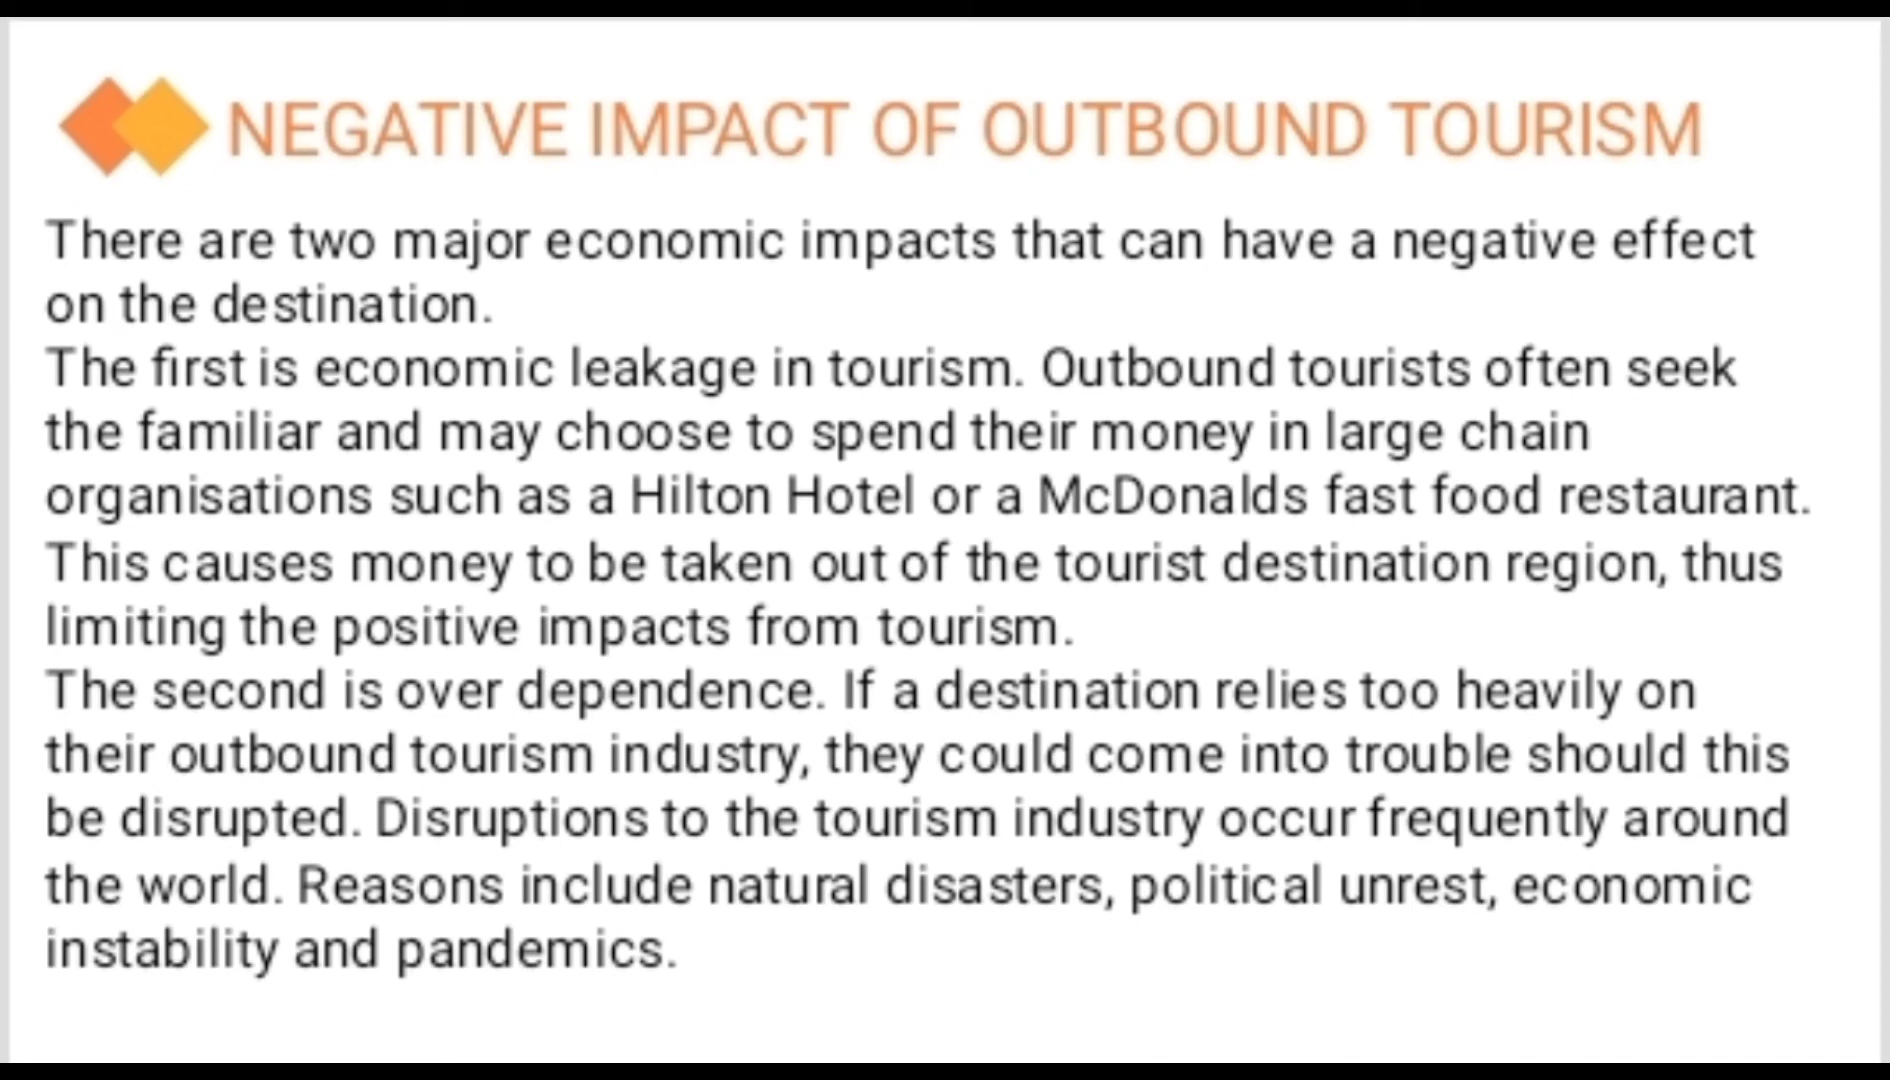 NEGATIVE IMPACT OF OUTBOUND TOURISM
There are two major economic impacts that can have a negative effect
on the destination.
The first is economic leakage in tourism. Outbound tourists often seek
the familiar and may choose to spend their money in large chain
organisations such as a Hilton Hotel or a McDonalds fast food restaurant.
This causes money to be taken out of the tourist destination region, thus
limiting the positive impacts from tourism.
The second is over dependence. If a destination relies too heavily on
their outbound tourism industry, they could come into trouble should this
be disrupted. Disruptions to the tourism industry occur frequently around
the world. Reasons include natural disasters, political unrest, economic
instability and pandemics.